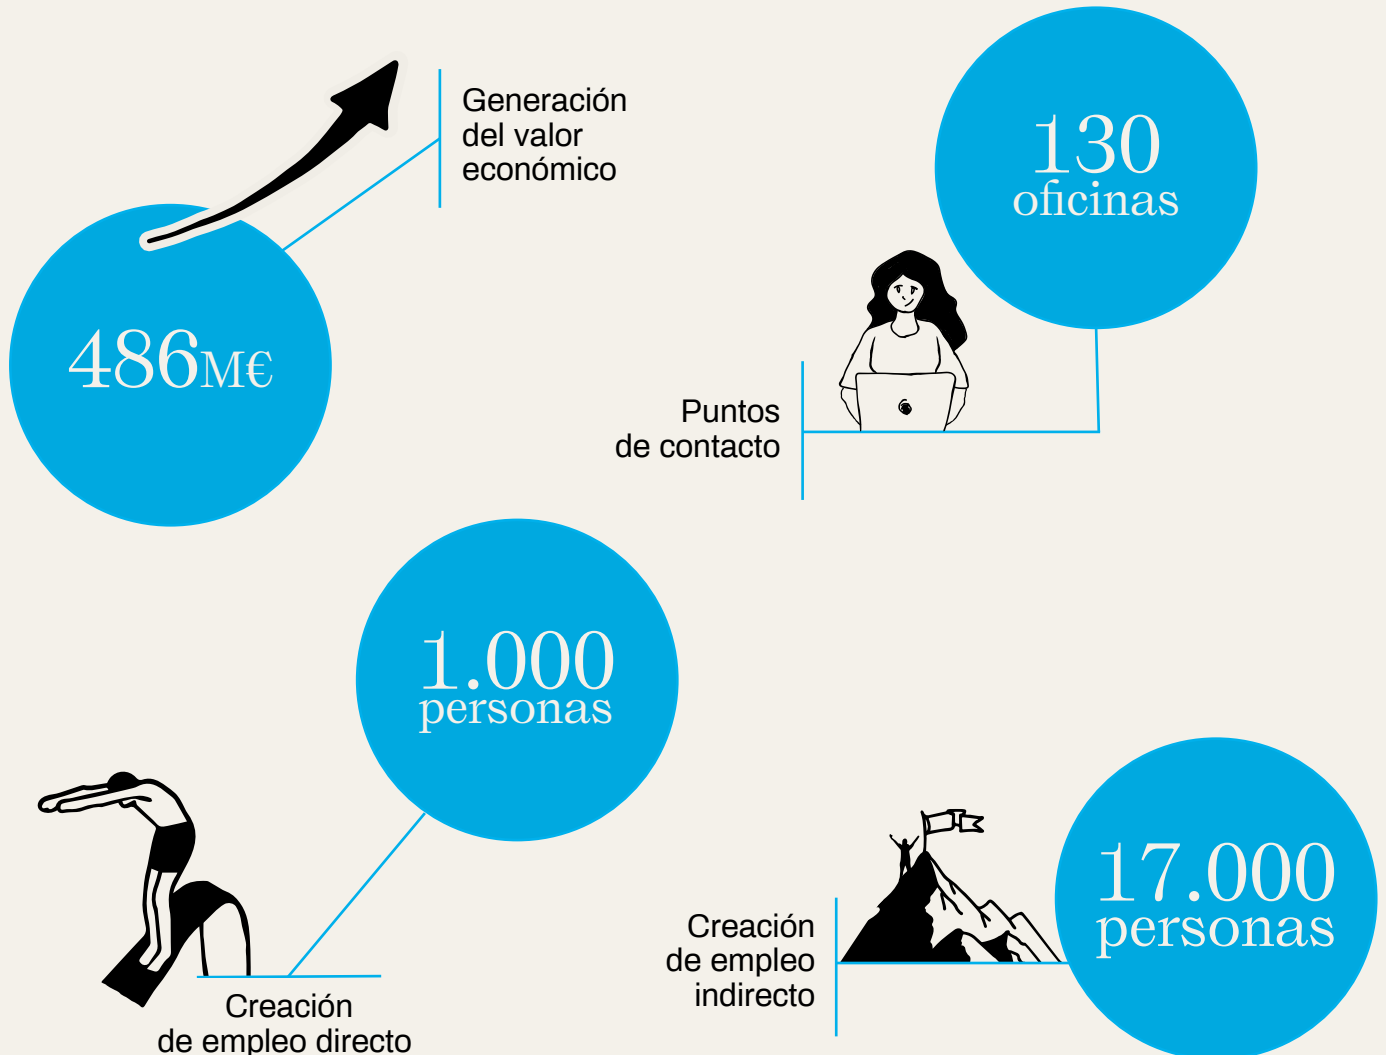 Generación
del valor
económico
486M€
130
oficinas
Puntos
de contacto
1.000
personas
Creación
de empleo directo
17.000
personas
Creación
de empleo
indirecto